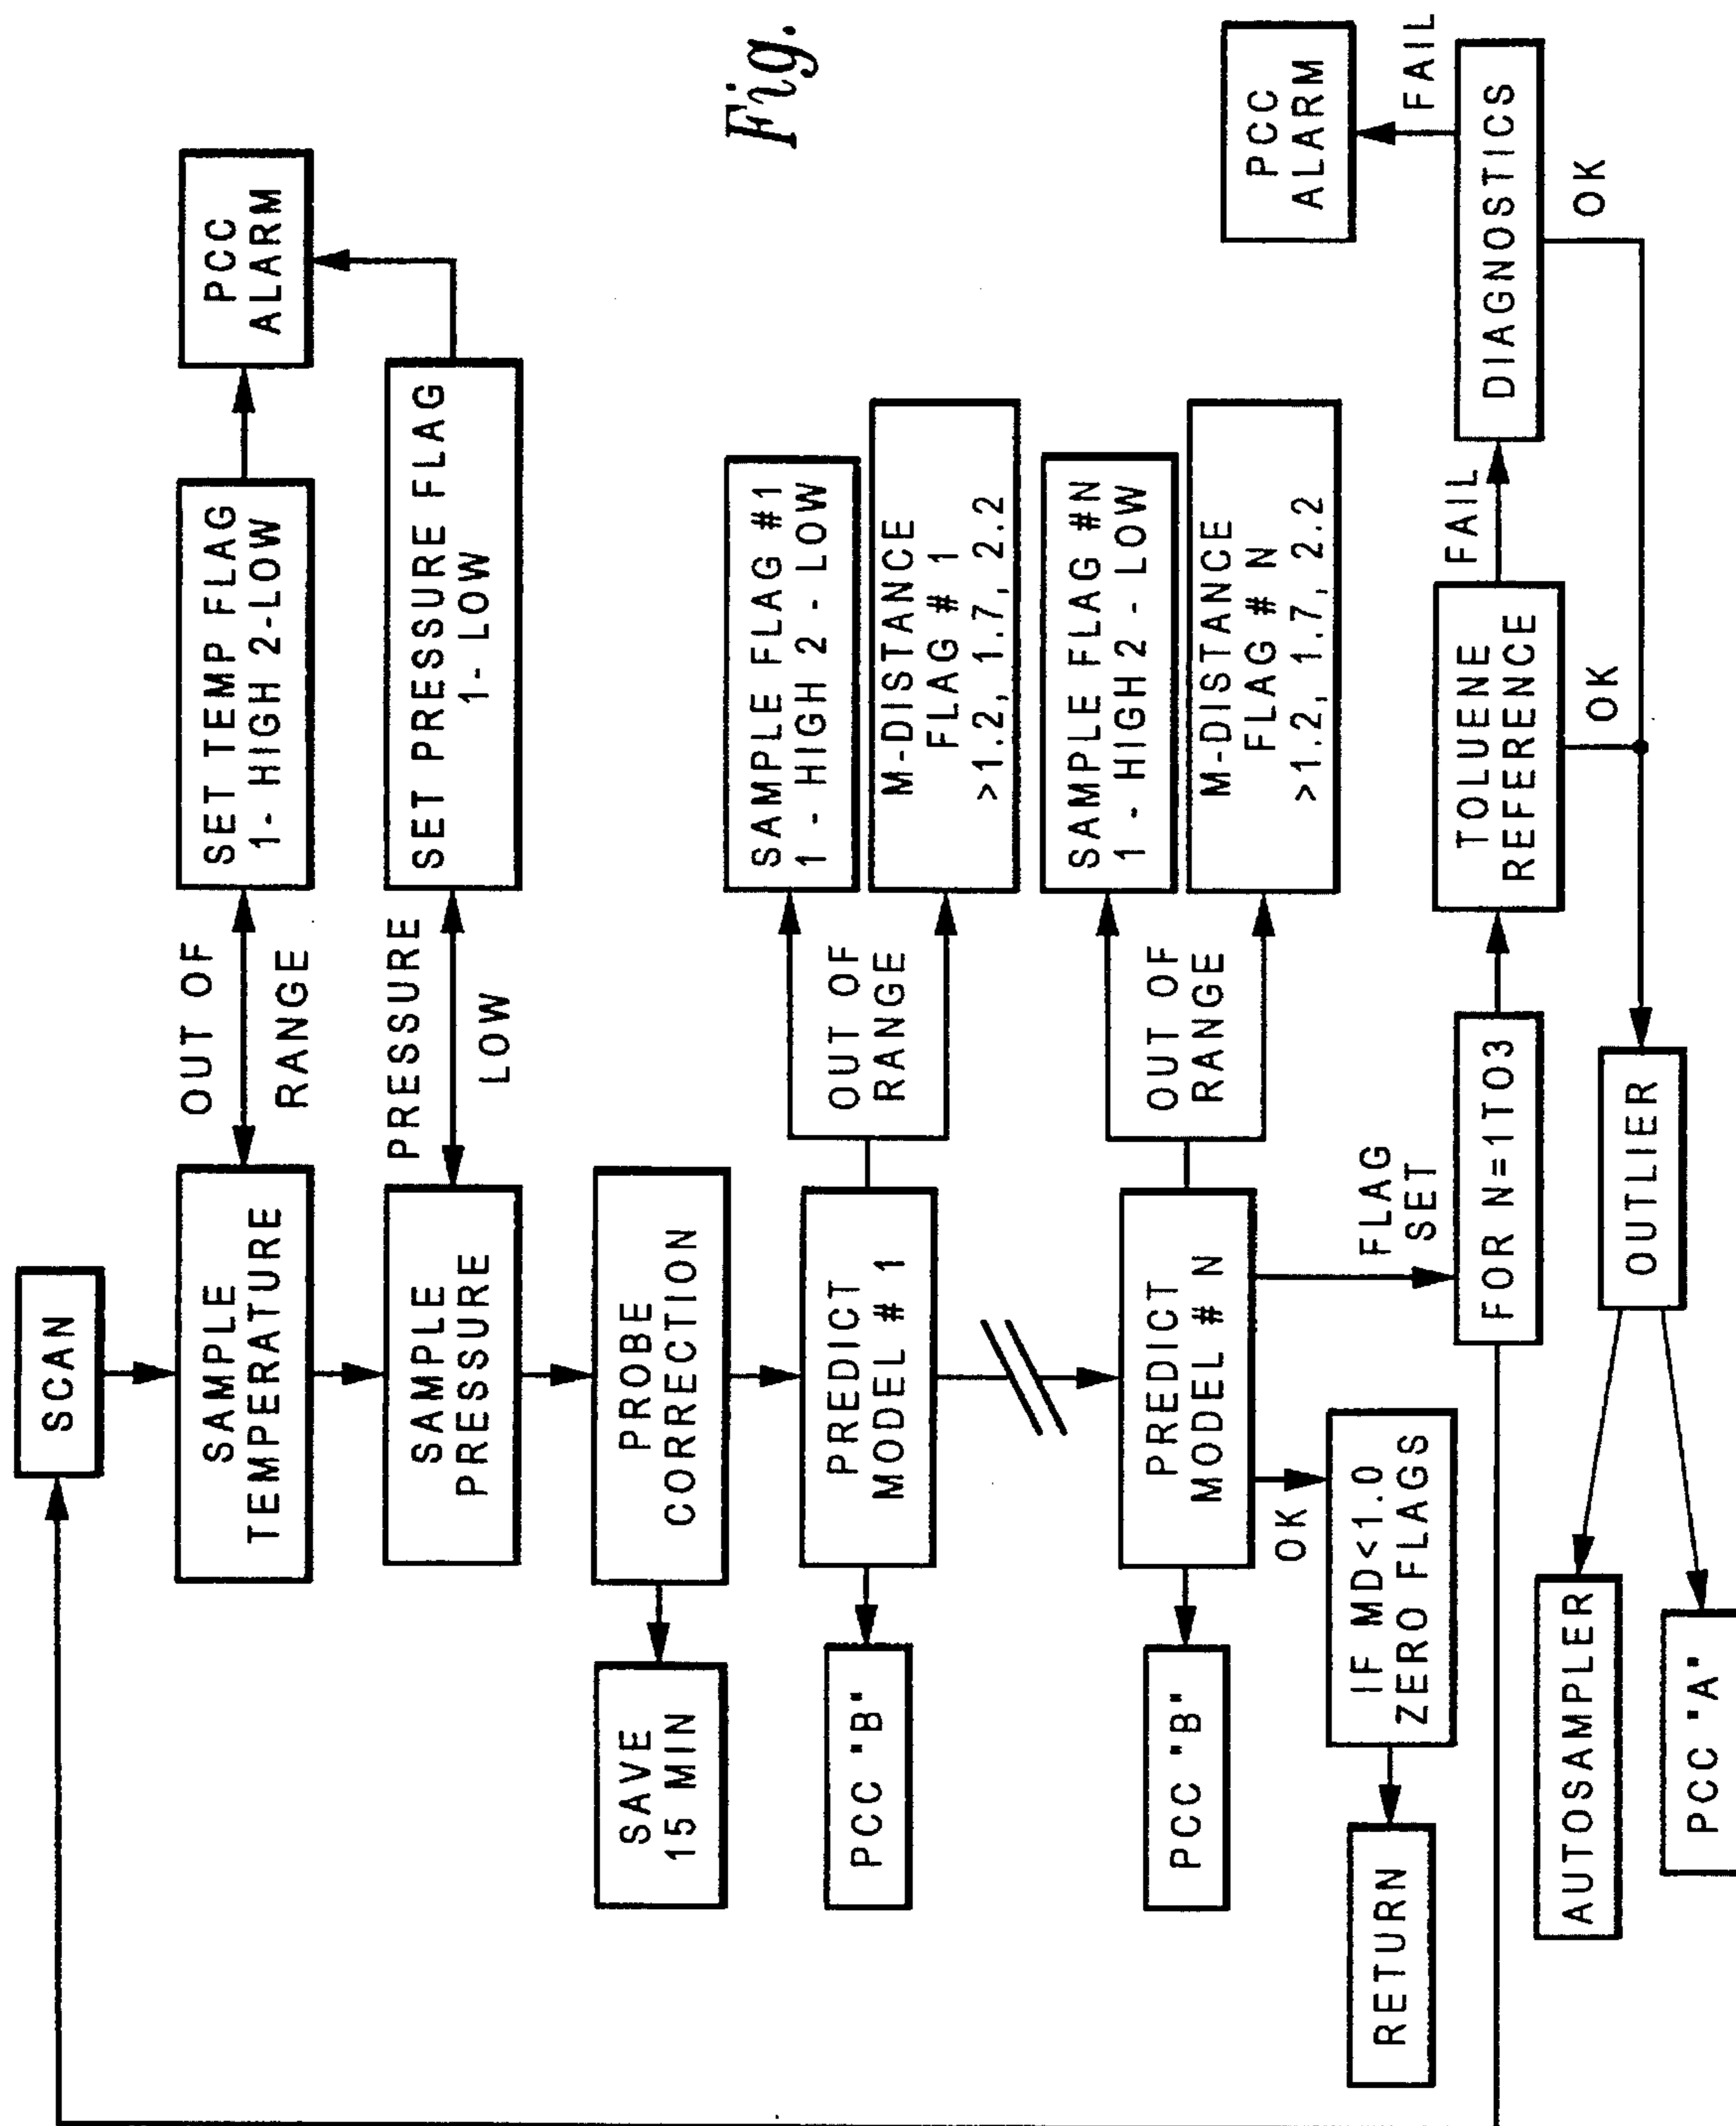 SCAN
SAMPLE
TEMPERATURE
OUT OF
RANGE
SET TEMP FLAG
1- HIGH 2-LOW
PCC
ALARM
SAMPLE
PRESSURE
PRESSURE
LOW
SET PRESSURE FLAG
1- LOW
PROBE
CORRECTION
SAVE
15 MIN
Fig.
PREDICT
MODEL # 1
PCC "B"
OUT OF
RANGE
SAMPLE FLAG #1
1 - HIGH 2 - LOW
M-DISTANCE
FLAG # 1
>1.2, 1.7, 2.2
PREDICT
MODEL # N
PCC "B"
OUT OF
RANGE
SAMPLE FLAG #N
1 - HIGH 2 - LOW
M-DISTANCE
FLAG # N
>1.2, 1.7, 2.2
OK
IF MD<1.0
ZERO FLAGS
RETURN
FLAG
SET
FOR N=1TO3
TOLUENE
REFERENCE
FAIL
DIAGNOSTICS
FAIL
PCC
ALARM
OK
OK
OUTLIER
AUTOSAMPLER
PCC "A"